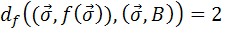 d_f((σ⃗, f(σ⃗)), (σ⃗, B)) = 2